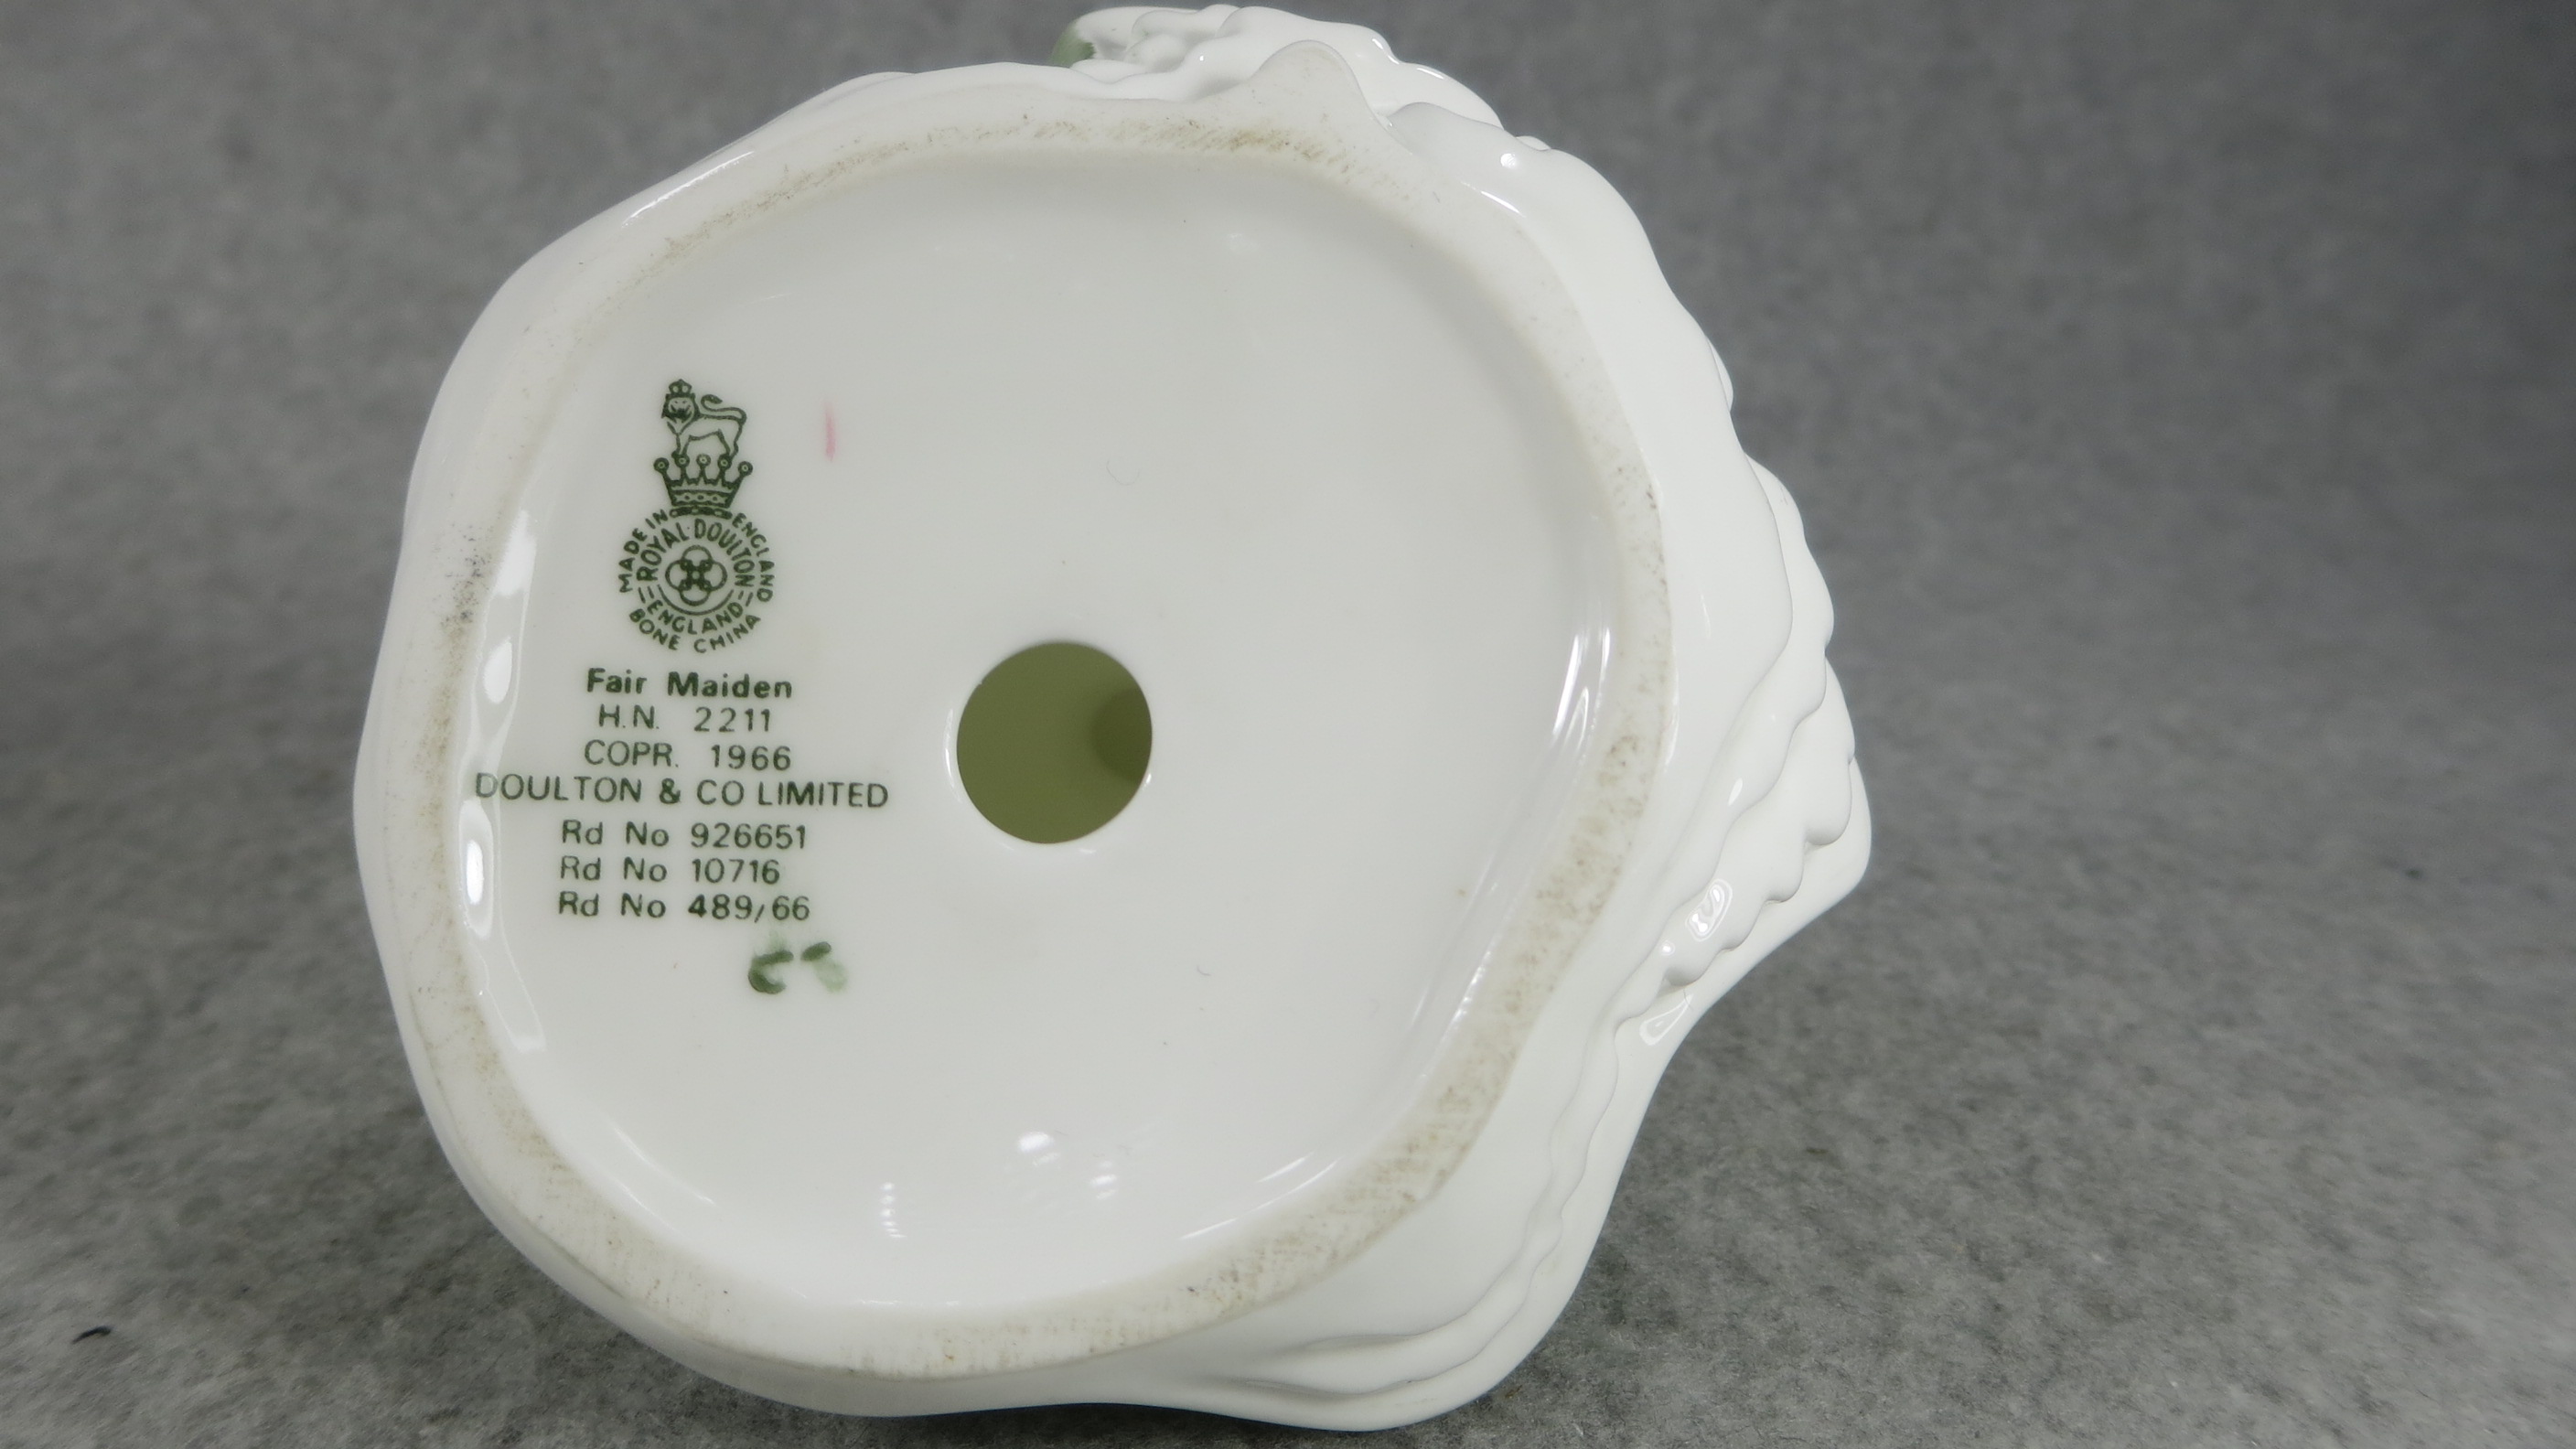 MADE IN ENGLAND
ROYAL DOULTON
ENGLAND
BONE CHINA
Fair Maiden
H.N. 2211
COPR. 1966
DOULTON & CO LIMITED
Rd No 926651
Rd No 10716
Rd No 489/66